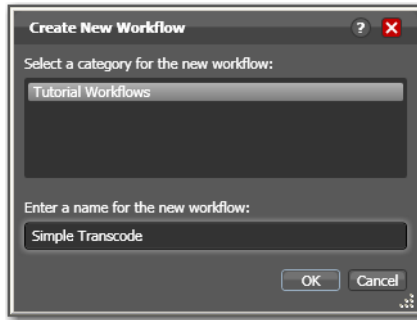 Create New Workflow
?
Select a category for the new workflow:
Tutorial Workflows
Enter a name for the new workflow:
Simple Transcode
OK Cancel